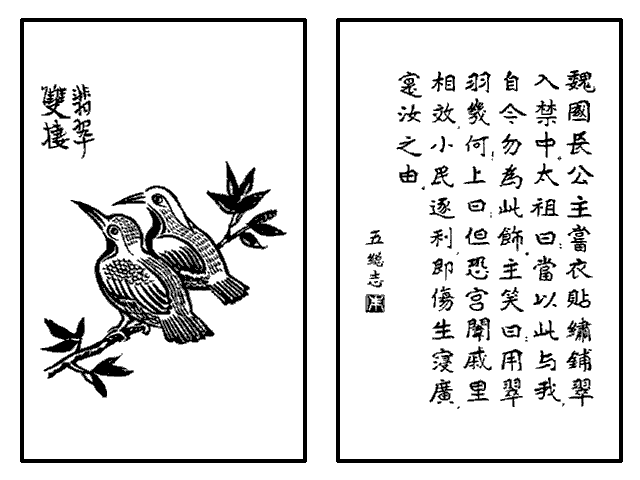 翡翠
雙棲
魏國長公主嘗衣貼繡鋪翠
入禁中.太祖曰:當以此与我,
自今勿為此飾.主笑曰:用翠
羽幾何:上曰:但恐宮闈戚里
相效,小民逐利,即傷生寖廣,
寔汝之由.
五緫志